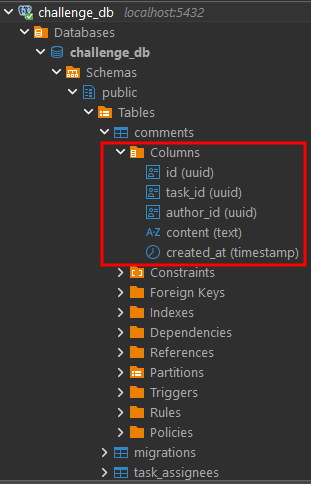 challenge_db localhost:5432
Databases
challenge_db
Schemas
public
Tables
comments
Columns
id (uuid)
task_id (uuid)
author_id (uuid)
A-Z content (text)
created_at (timestamp)
Constraints
Foreign Keys
Indexes
Dependencies
References
Partitions
Triggers
Rules
Policies
migrations
task_assignees